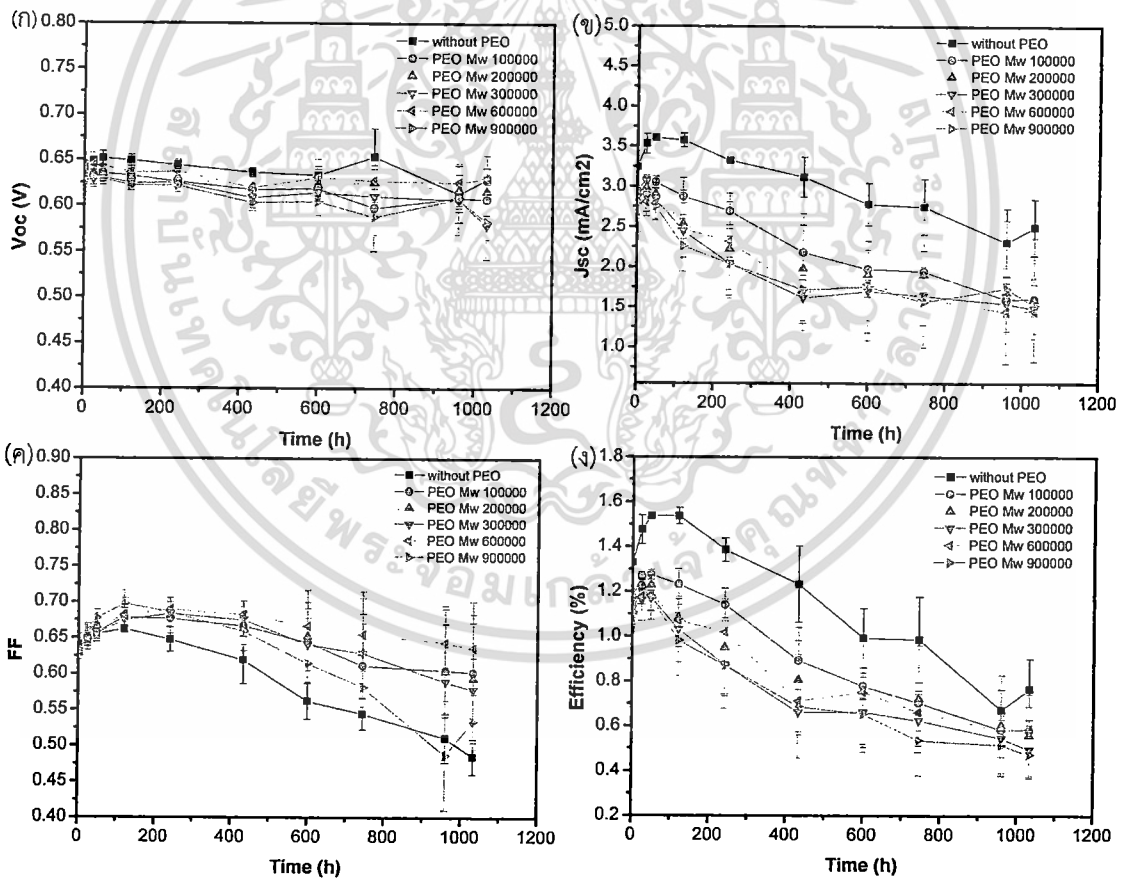 (ก)
0.80
0.75
0.70
0.65
0.60
0.55
0.50
0.45
0.40
Voc (V)
0
200
400
600
800
1000
1200
Time (h)
without PEO
PEO Mw 100000
PEO Mw 200000
PEO Mw 300000
PEO Mw 600000
PEO Mw 900000
(ข)
5.0
4.5
4.0
3.5
3.0
2.5
2.0
1.5
1.0
Jsc (mA/cm2)
0
200
400
600
800
1000
1200
Time (h)
without PEO
PEO Mw 100000
PEO Mw 200000
PEO Mw 300000
PEO Mw 600000
PEO Mw 900000
(ค)
0.90
0.85
0.80
0.75
0.70
0.65
0.60
0.55
0.50
0.45
0.40
FF
0
200
400
600
800
1000
1200
Time (h)
without PEO
PEO Mw 100000
PEO Mw 200000
PEO Mw 300000
PEO Mw 600000
PEO Mw 900000
(ง)
1.8
1.6
1.4
1.2
1.0
0.8
0.6
0.4
0.2
Efficiency (%)
0
200
400
600
800
1000
1200
Time (h)
without PEO
PEO Mw 100000
PEO Mw 200000
PEO Mw 300000
PEO Mw 600000
PEO Mw 900000